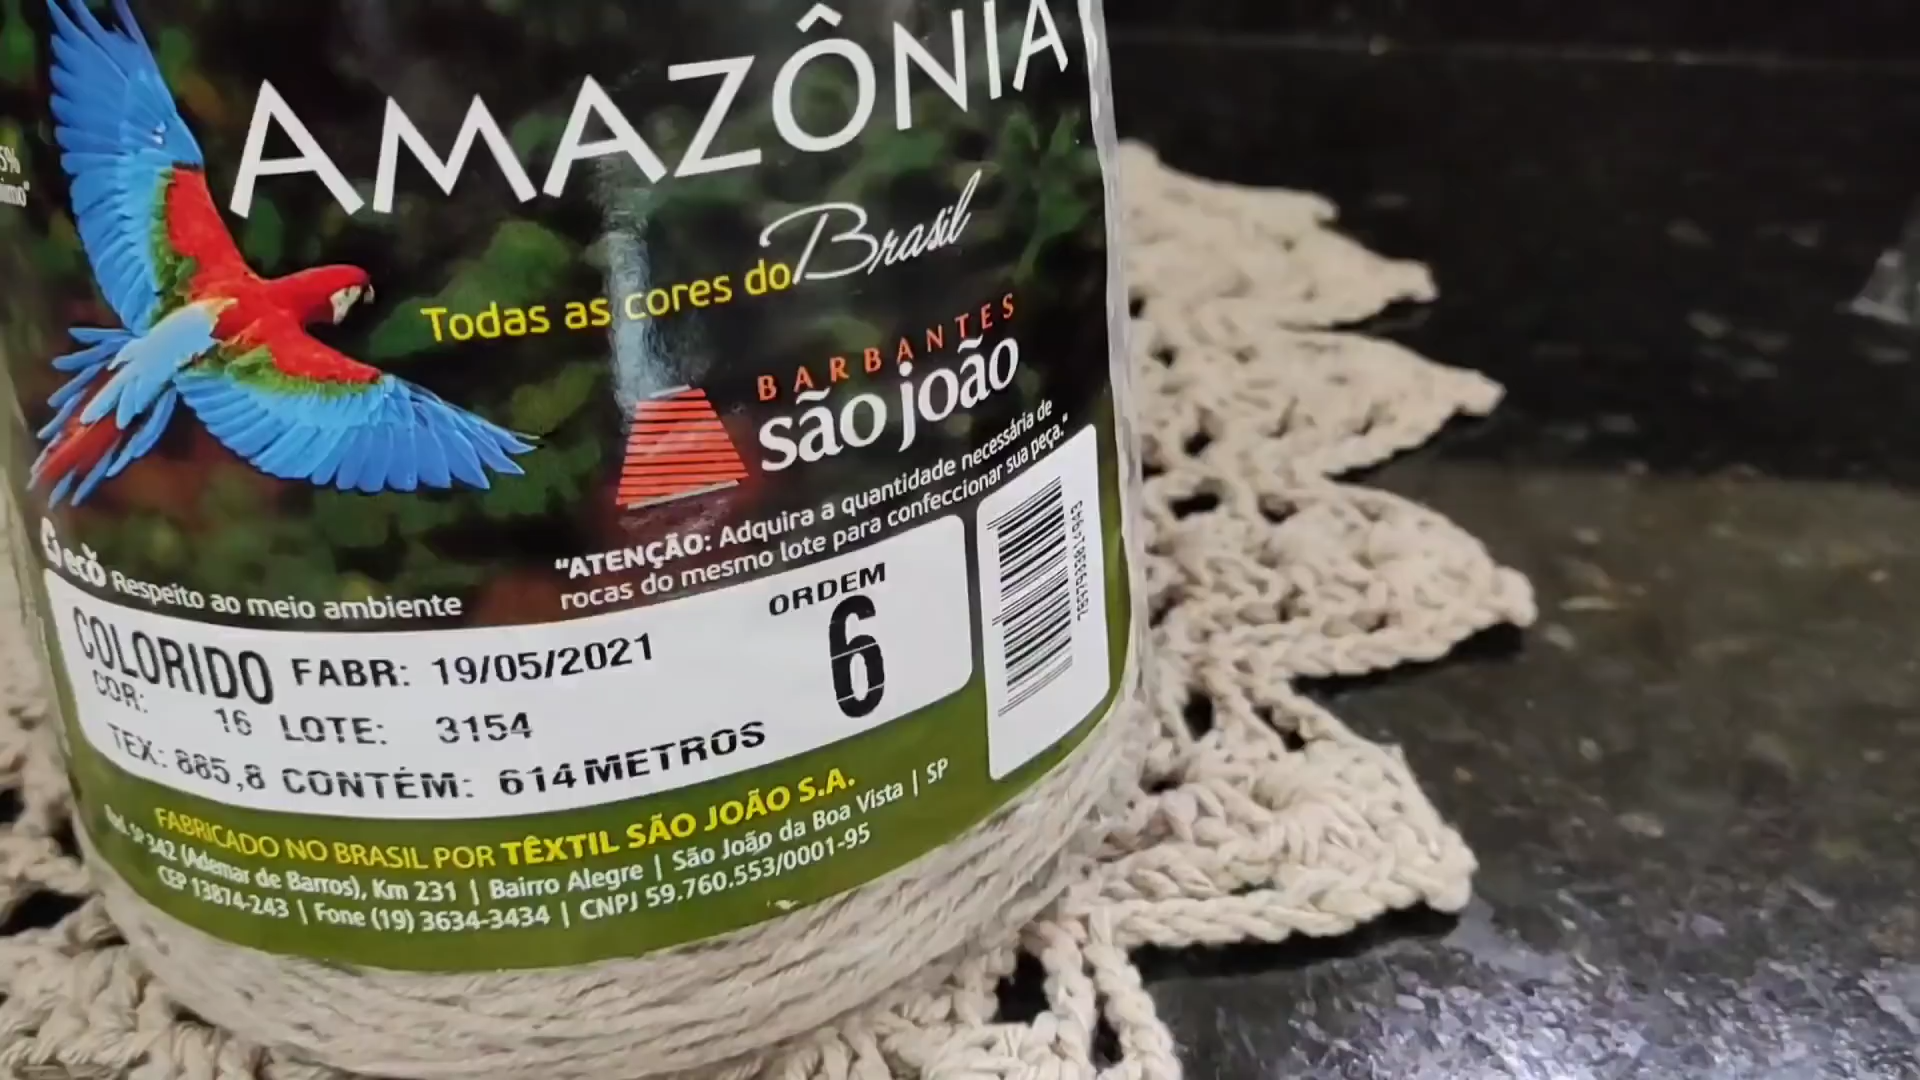 AMAZÔNIA
Todas as cores do Brasil
BARBANTES
são joão
5%
eco Respeito ao meio ambiente
"ATENÇÃO: Adquira a quantidade necessária de
rocas do mesmo lote para confeccionar sua peça."
COLORIDO FABR: 19/05/2021
ORDEM
6
COR: 16 LOTE: 3154
TEX: 885,8 CONTÉM: 614 METROS
FABRICADO NO BRASIL POR TÊXTIL SÃO JOÃO S.A.
SP 342 (Ademar de Barros), Km 231 | Bairro Alegre | São João da Boa Vista | SP
CEP 13874-243 | Fone (19) 3634-3434 | CNPJ 59.760.553/0001-95